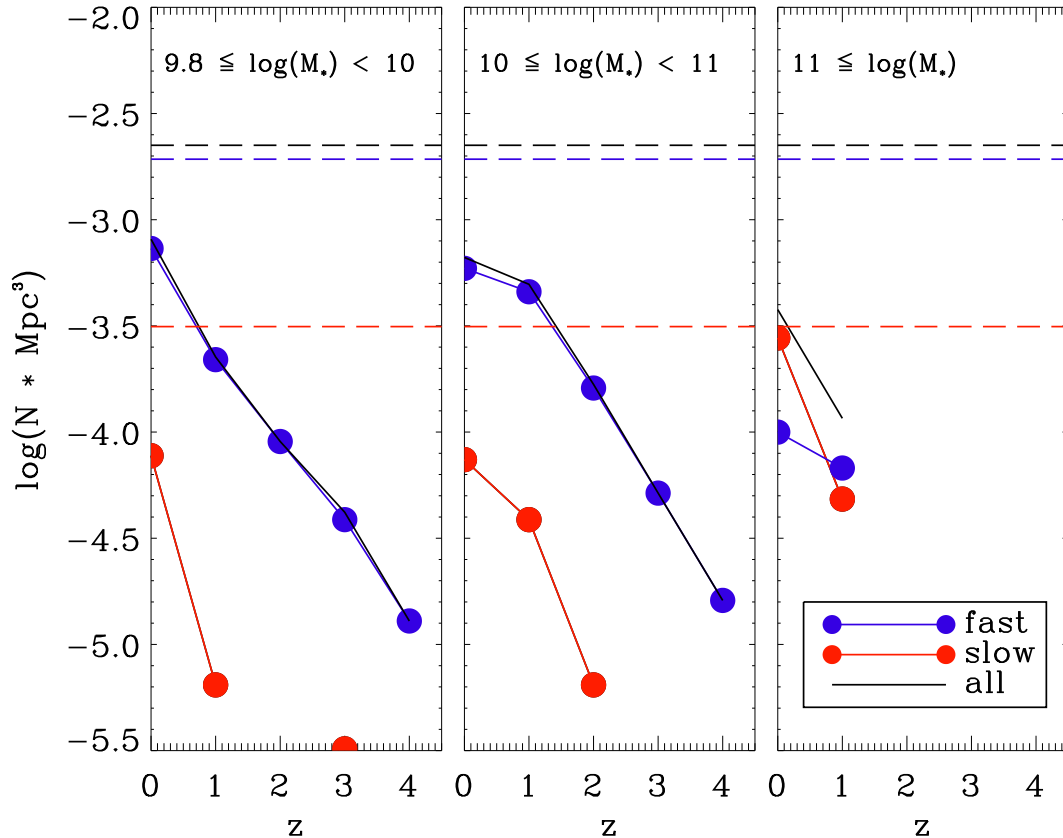 9.8 ≦ log(M*) < 10
10 ≦ log(M*) < 11
11 ≦ log(M*)
log(N * Mpc³)
−2.0
−2.5
−3.0
−3.5
−4.0
−4.5
−5.0
−5.5
fast
slow
all
0 1 2 3 4
0 1 2 3 4
0 1 2 3 4
z
z
z